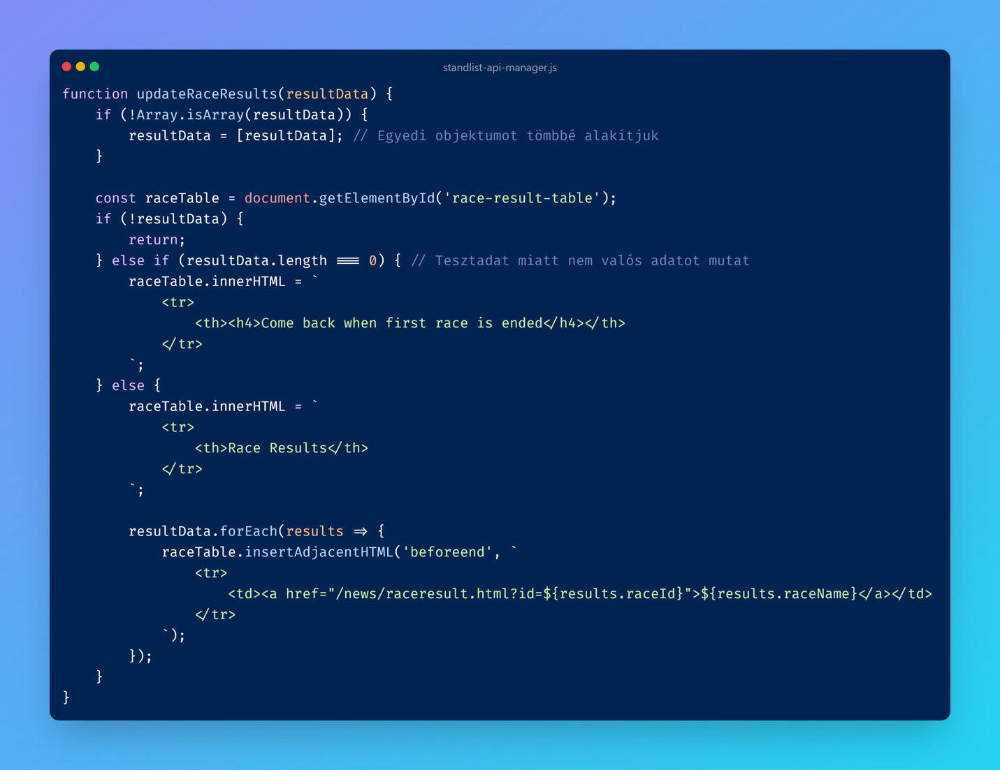 standlist-api-manager.js
function updateRaceResults(resultData) {
    if (!Array.isArray(resultData)) {
        resultData = [resultData]; // Egyedi objektumot tömbbé alakítjuk
    }
    const raceTable = document.getElementById('race-result-table');
    if (!resultData) {
        return;
    } else if (resultData.length === 0) { // Tesztadat miatt nem valós adatot mutat
        raceTable.innerHTML = `
            <tr>
                <th><h4>Come back when first race is ended</h4></th>
            </tr>
        `;
    } else {
        raceTable.innerHTML = `
            <tr>
                <th>Race Results</th>
            </tr>
        `;
        resultData.forEach(results => {
            raceTable.insertAdjacentHTML('beforeend', `
                <tr>
                    <td><a href="/news/raceresult.html?id=${results.raceId}">${results.raceName}</a></td>
                </tr>
            `);
        });
    }
}